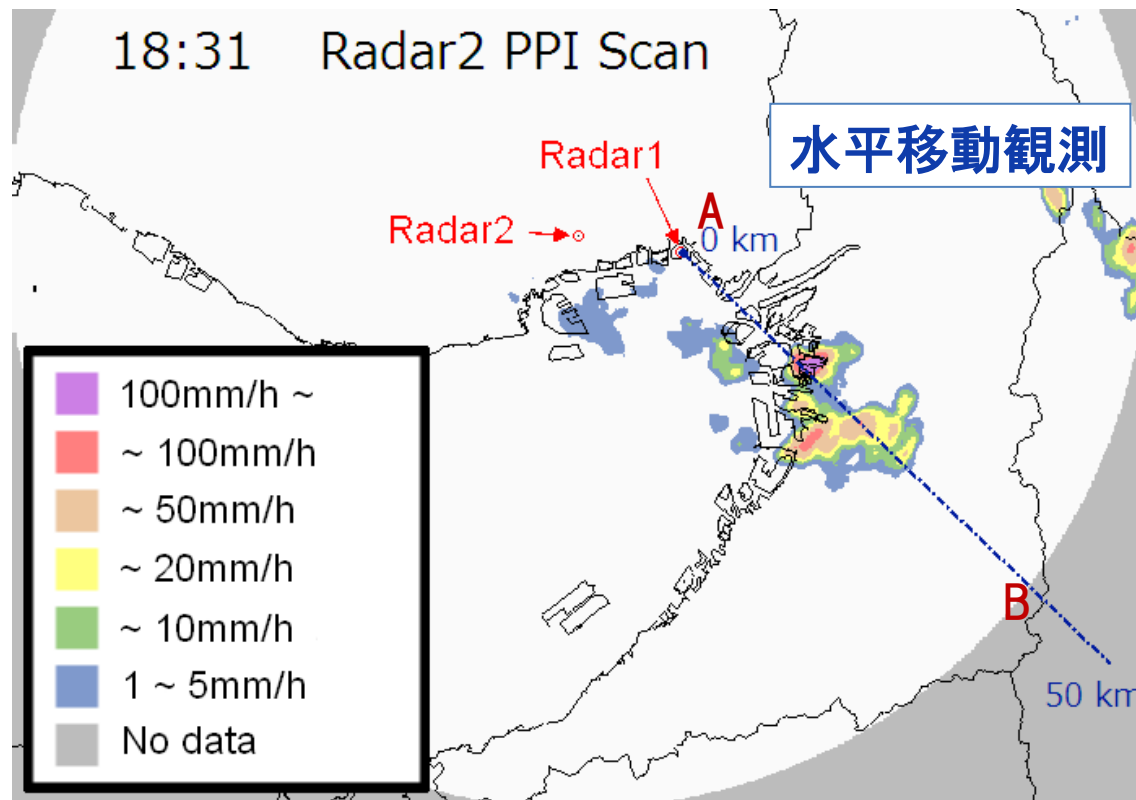 18:31 Radar2 PPI Scan
水平移動観測
Radar1
A
Radar2
0 km
100mm/h ~
~ 100mm/h
~ 50mm/h
~ 20mm/h
~ 10mm/h
1 ~ 5mm/h
No data
B
50 km